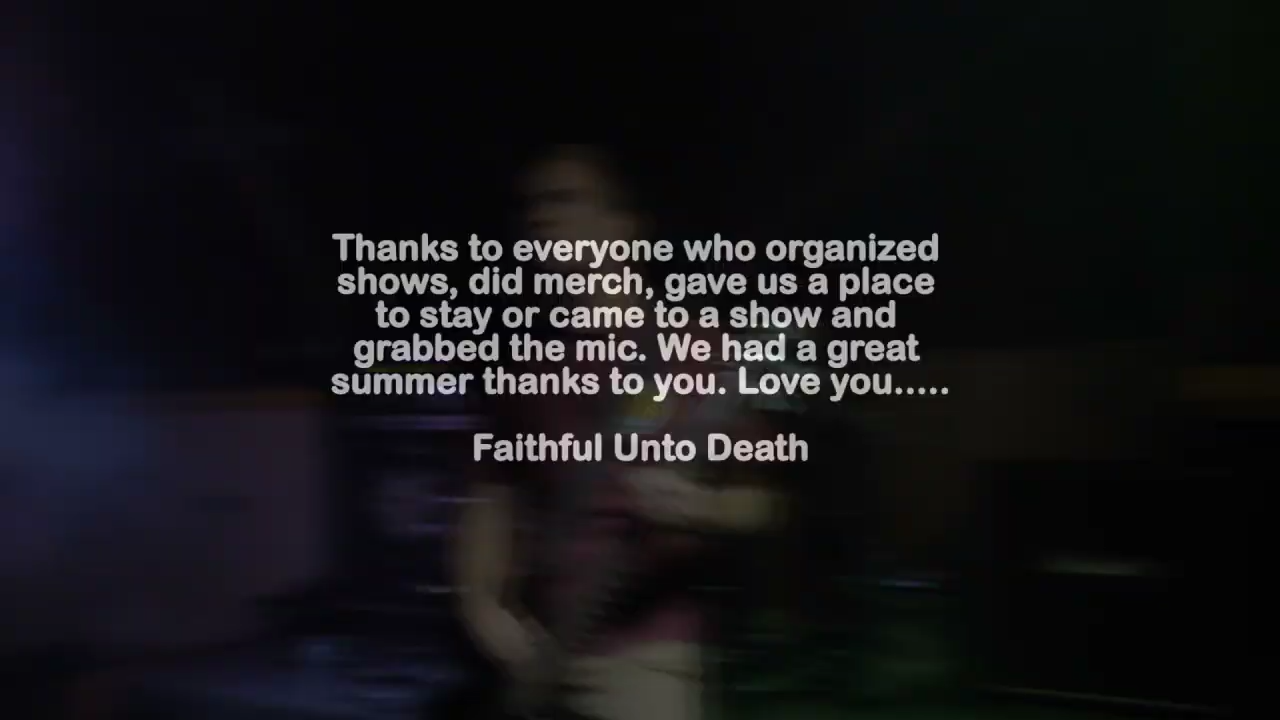 Thanks to everyone who organized
shows, did merch, gave us a place
to stay or came to a show and
grabbed the mic. We had a great
summer thanks to you. Love you.....
Faithful Unto Death